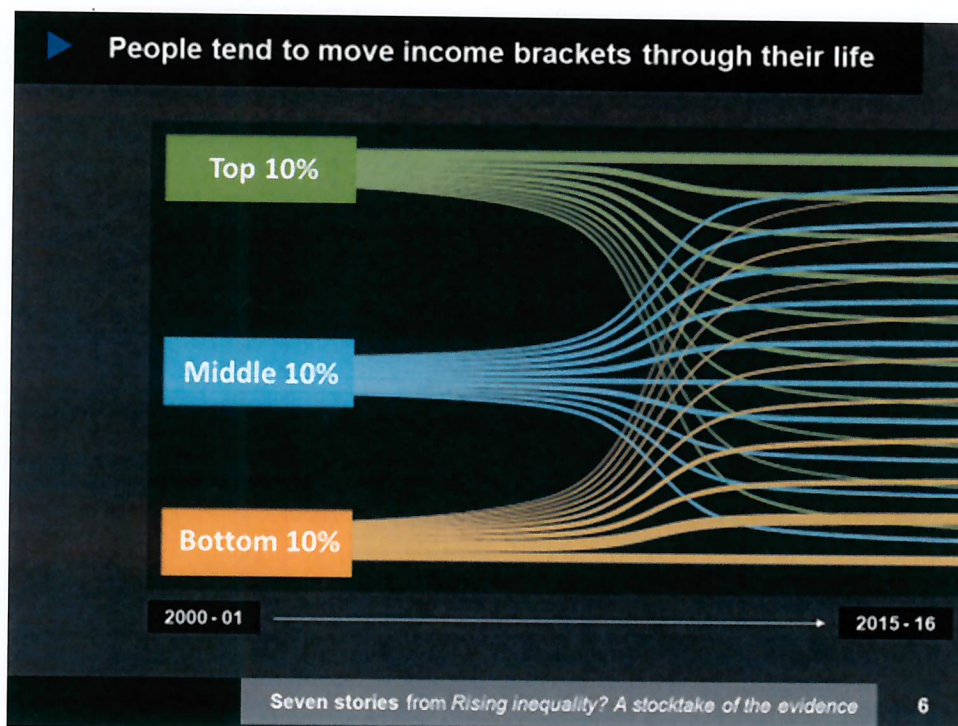 People tend to move income brackets through their life
Top 10%
Middle 10%
Bottom 10%
2000 - 01
2015 - 16
Seven stories from Rising inequality? A stocktake of the evidence
6